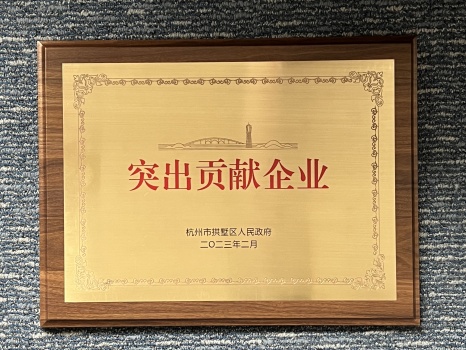 突出贡献企业
杭州市拱墅区人民政府
二〇二三年二月